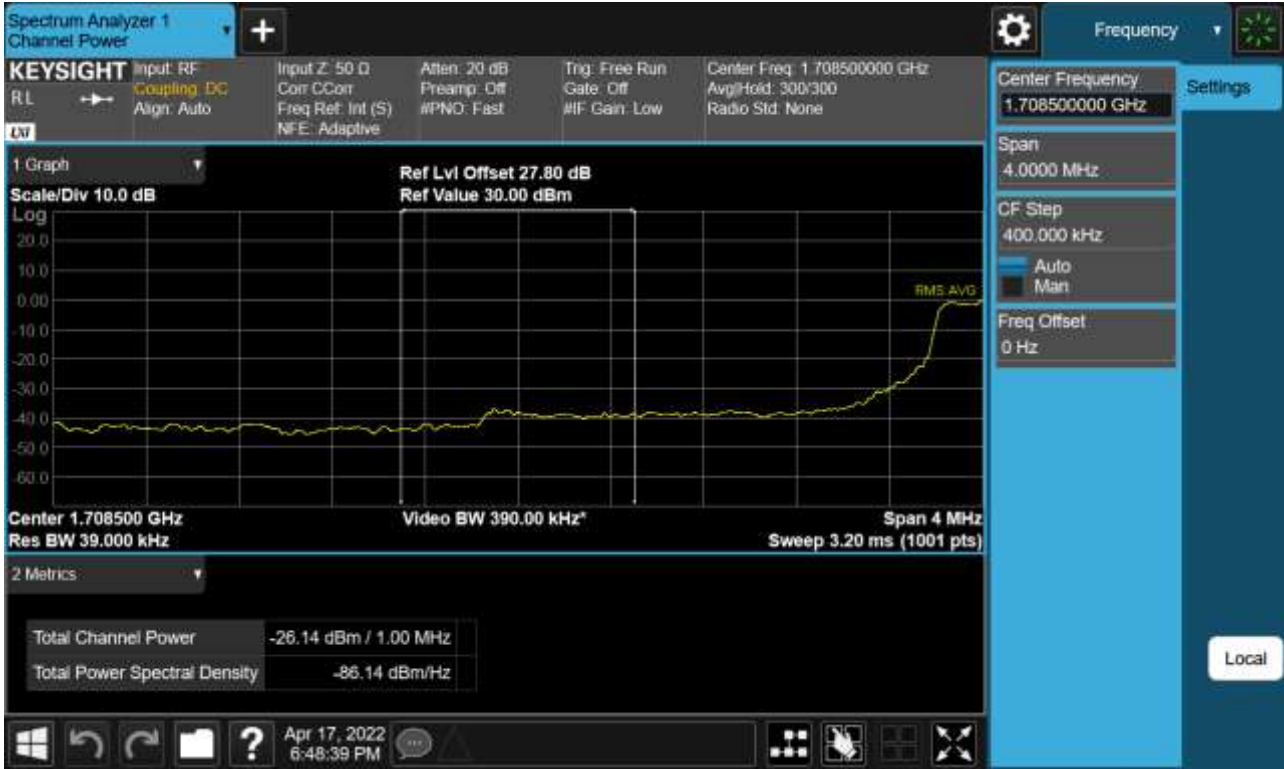 Spectrum Analyzer 1
Channel Power
Frequency
KEYSIGHT
RL
LXI
Input: RF
Coupling: DC
Align: Auto
Input Z: 50 Ω
Corr CCorr
Freq Ref: Int (S)
NFE: Adaptive
Atten: 20 dB
Preamp: Off
#PNO: Fast
Trig: Free Run
Gate: Off
#IF Gain: Low
Center Freq: 1.708500000 GHz
Avg|Hold: 300/300
Radio Std: None
Center Frequency
1.708500000 GHz
Settings
Span
4.0000 MHz
CF Step
400.000 kHz
Auto
Man
Freq Offset
0 Hz
1 Graph
Scale/Div 10.0 dB
Ref Lvl Offset 27.80 dB
Ref Value 30.00 dBm
Log
20.0
10.0
0.00
-10.0
-20.0
-30.0
-40.0
-50.0
-60.0
RMS AVG
Center 1.708500 GHz
Res BW 39.000 kHz
Video BW 390.00 kHz*
Span 4 MHz
Sweep 3.20 ms (1001 pts)
2 Metrics
Total Channel Power -26.14 dBm / 1.00 MHz
Total Power Spectral Density -86.14 dBm/Hz
Local
?
Apr 17, 2022
6:48:39 PM